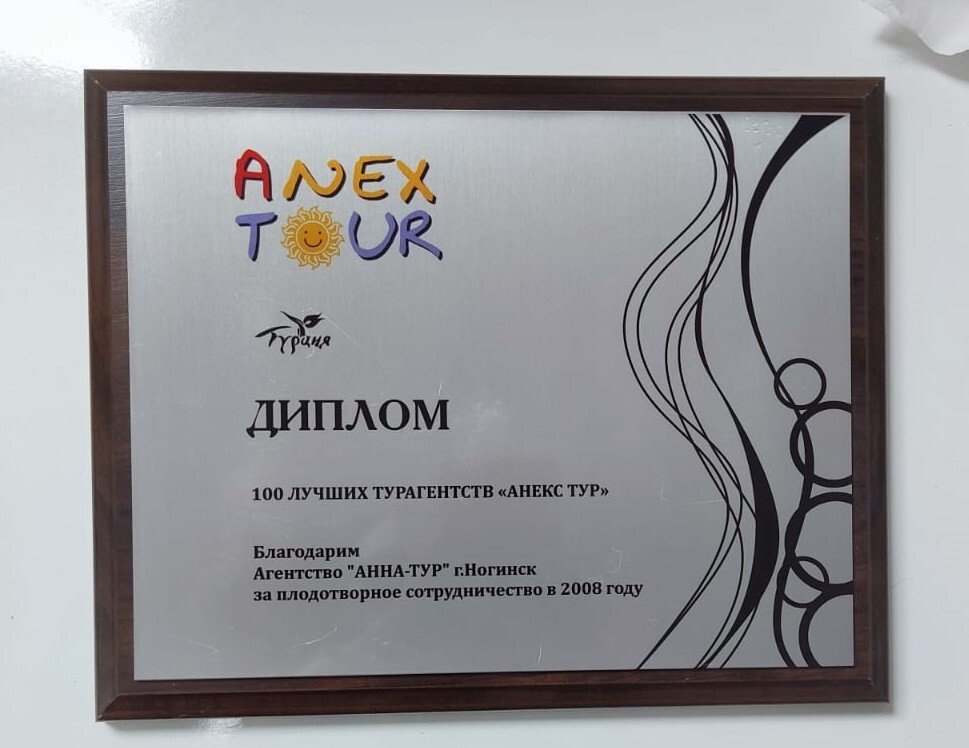 ANEX
TOUR
Турция
ДИПЛОМ
100 ЛУЧШИХ ТУРАГЕНТСТВ «АНЕКС ТУР»
Благодарим
Агентство "АННА-ТУР" г.Ногинск
за плодотворное сотрудничество в 2008 году